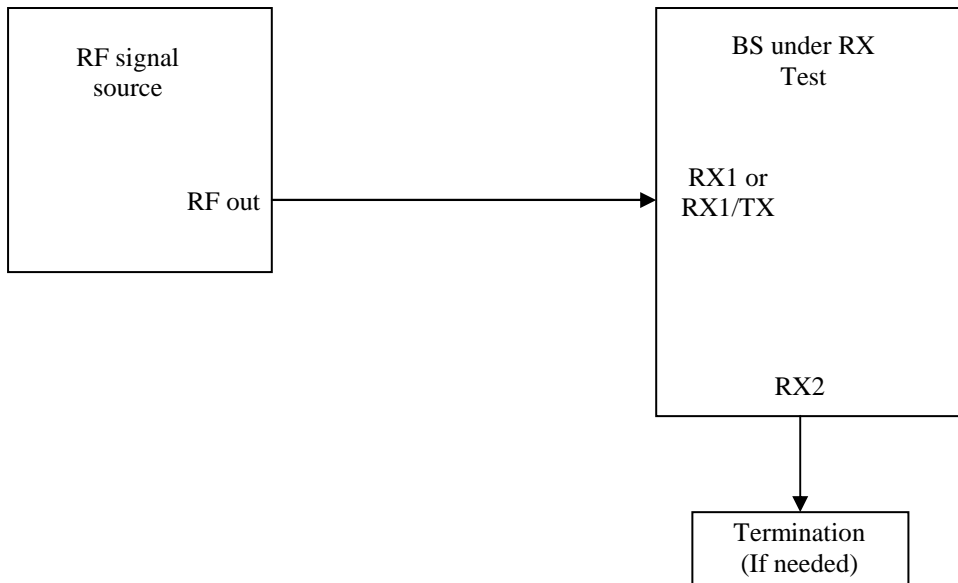 RF signal
source
RF out
BS under RX
Test
RX1 or
RX1/TX
RX2
Termination
(If needed)